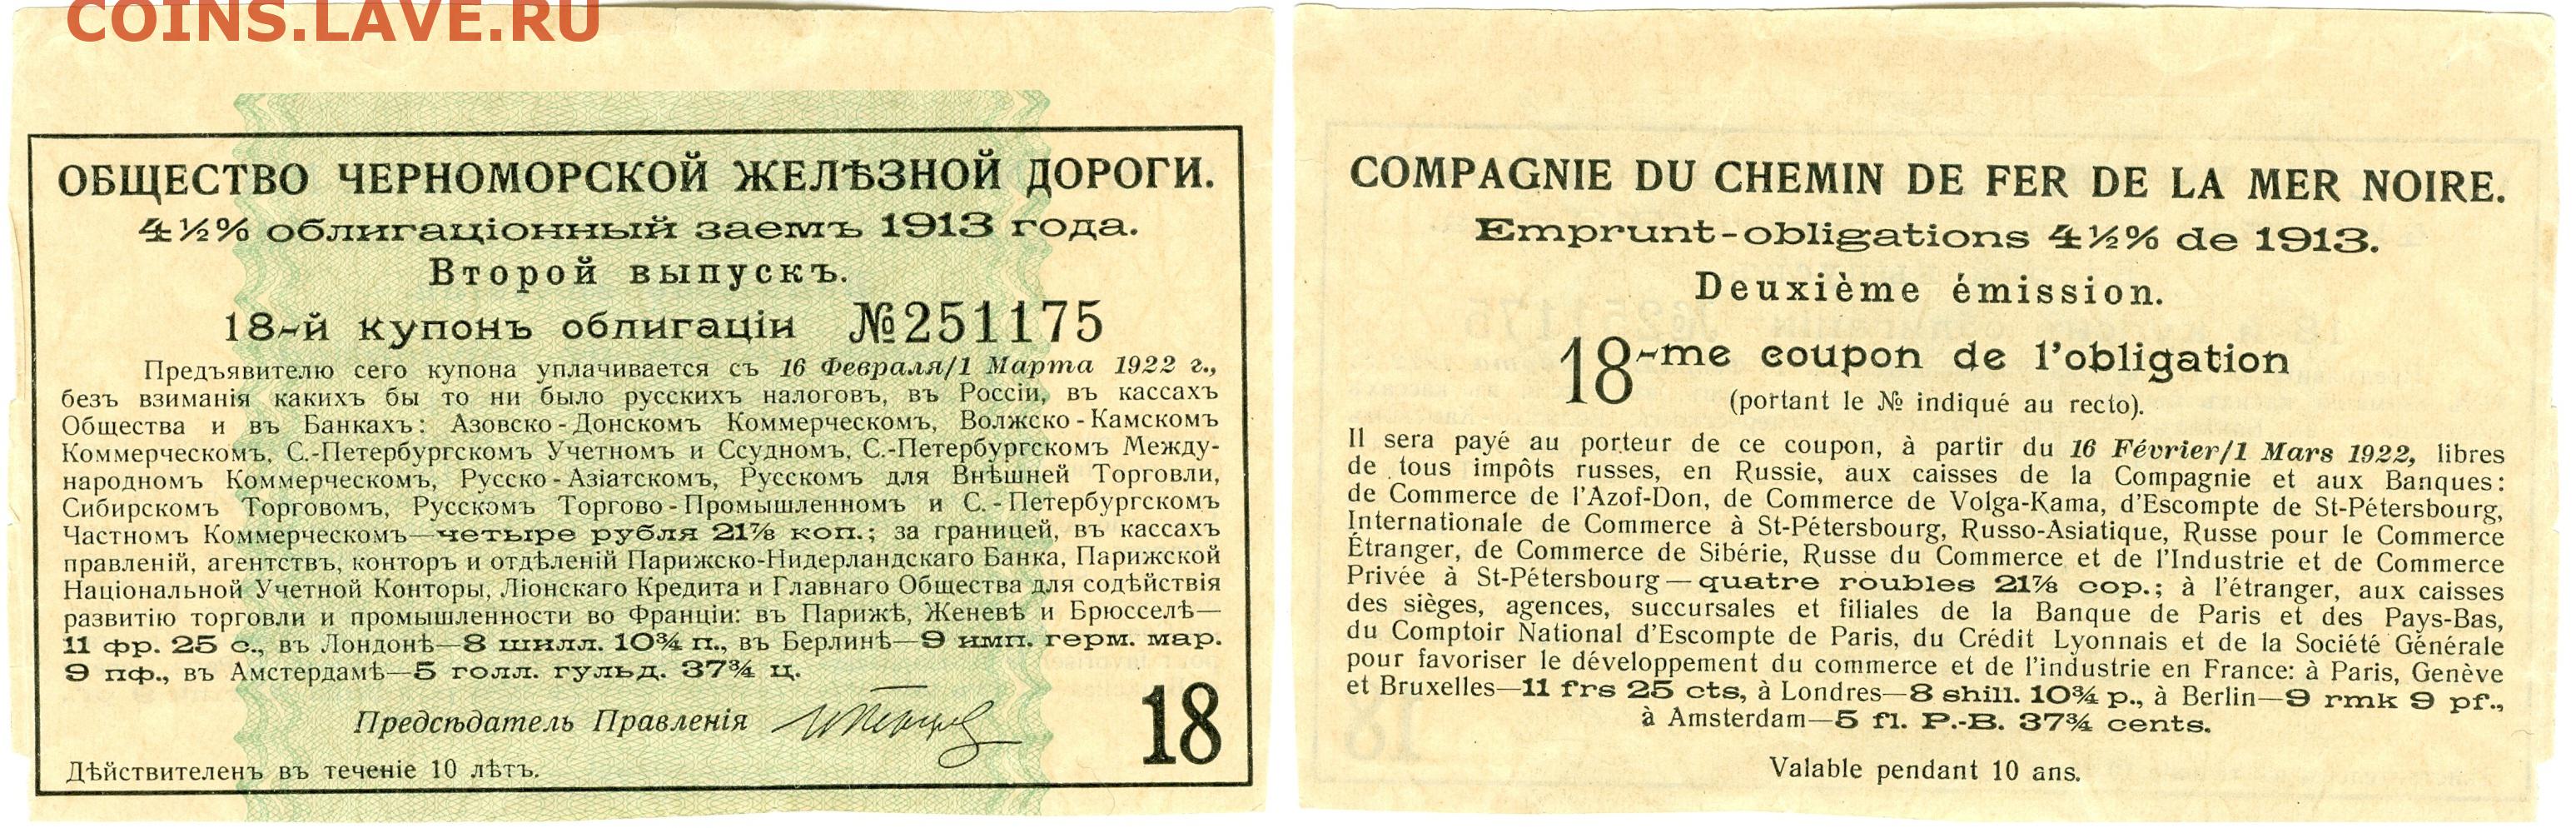 COINS.LAVE.RU
ОБЩЕСТВО ЧЕРНОМОРСКОЙ ЖЕЛѢЗНОЙ ДОРОГИ.
4½% облигаціонный заемъ 1913 года.
Второй выпускъ.
18-й купонъ облигаціи №251175
Предъявителю сего купона уплачивается съ 16 Февраля/1 Марта 1922 г.,
безъ взиманія какихъ бы то ни было русскихъ налоговъ, въ Россіи, въ кассахъ
Общества и въ Банкахъ: Азовско-Донскомъ Коммерческомъ, Волжско-Камскомъ
Коммерческомъ, С.-Петербургскомъ Учетномъ и Ссудномъ, С.-Петербургскомъ Между-
народномъ Коммерческомъ, Русско-Азіатскомъ, Русскомъ для Внѣшней Торговли,
Сибирскомъ Торговомъ, Русскомъ Торгово-Промышленномъ и С.-Петербургскомъ
Частномъ Коммерческомъ—четыре рубля 21⅞ коп.; за границей, въ кассахъ
правленій, агентствъ, конторъ и отдѣленій Парижско-Нидерландскаго Банка, Парижской
Національной Учетной Конторы, Ліонскаго Кредита и Главнаго Общества для содѣйствія
развитію торговли и промышленности во Франціи: въ Парижѣ, Женевѣ и Брюсселѣ—
11 фр. 25 с., въ Лондонѣ—8 шилл. 10¾ п., въ Берлинѣ—9 имп. герм. мар.
9 пф., въ Амстердамѣ—5 голл. гульд. 37¾ ц.
Предсѣдатель Правленія
18
Дѣйствителенъ въ теченіе 10 лѣтъ.
COMPAGNIE DU CHEMIN DE FER DE LA MER NOIRE.
Emprunt-obligations 4½% de 1913.
Deuxième émission.
18-me coupon de l'obligation
(portant le № indiqué au recto).
Il sera payé au porteur de ce coupon, à partir du 16 Février/1 Mars 1922, libres
de tous impôts russes, en Russie, aux caisses de la Compagnie et aux Banques:
de Commerce de l'Azof-Don, de Commerce de Volga-Kama, d'Escompte de St-Pétersbourg,
Internationale de Commerce à St-Pétersbourg, Russo-Asiatique, Russe pour le Commerce
Étranger, de Commerce de Sibérie, Russe du Commerce et de l'Industrie et de Commerce
Privée à St-Pétersbourg—quatre roubles 21⅞ cop.; à l'étranger, aux caisses
des sièges, agences, succursales et filiales de la Banque de Paris et des Pays-Bas,
du Comptoir National d'Escompte de Paris, du Crédit Lyonnais et de la Société Générale
pour favoriser le développement du commerce et de l'industrie en France: à Paris, Genève
et Bruxelles—11 frs 25 cts, à Londres—8 shill. 10¾ p., à Berlin—9 rmk 9 pf.,
à Amsterdam—5 fl. P.-B. 37¾ cents.
Valable pendant 10 ans.